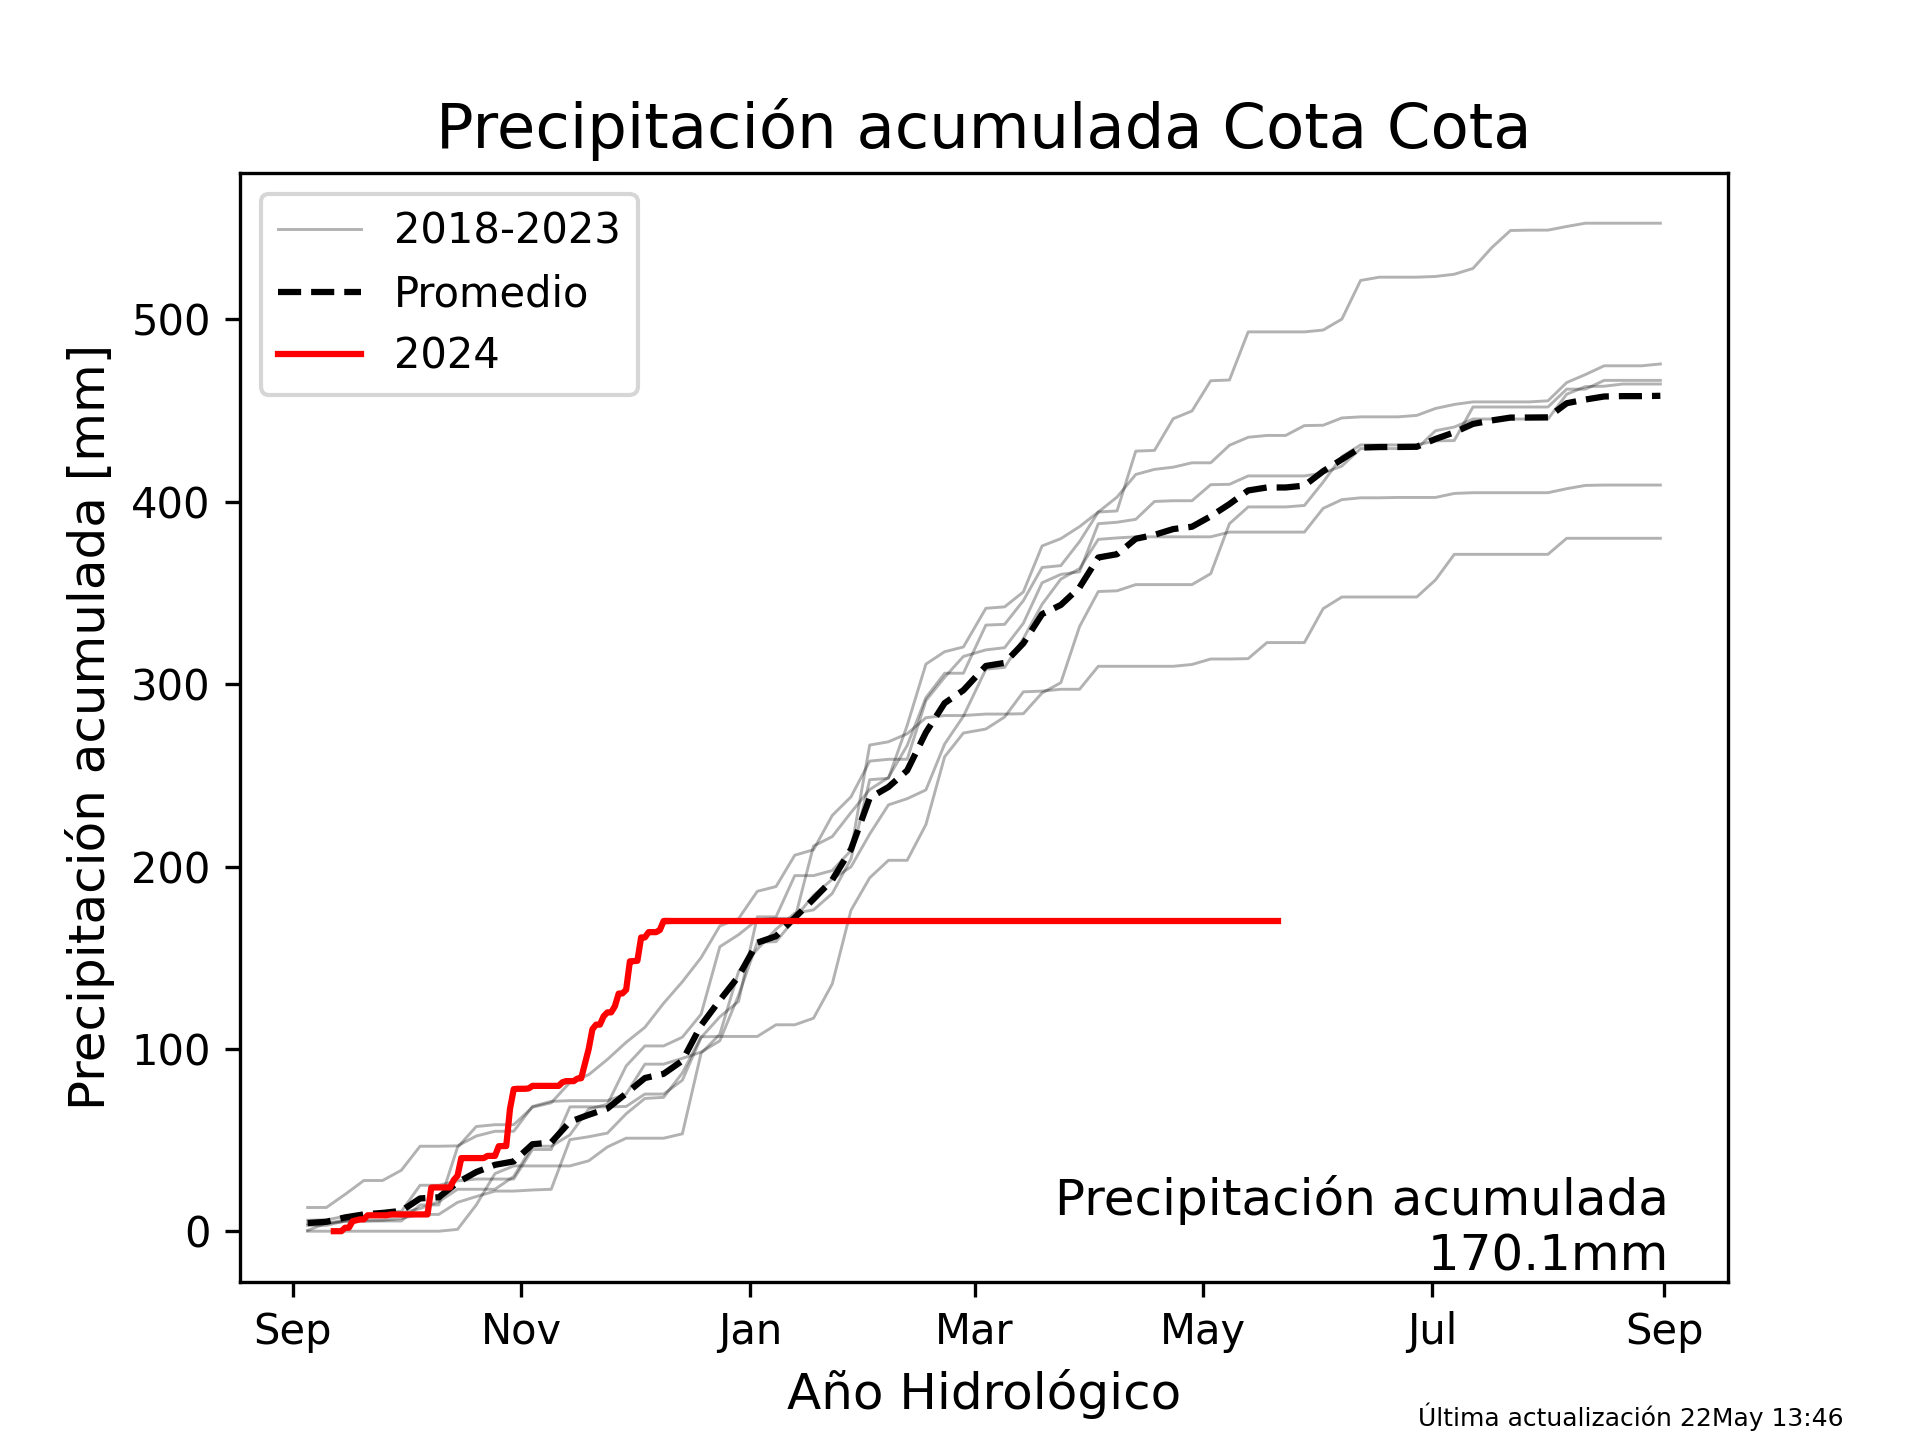 Precipitación acumulada Cota Cota
2018-2023
Promedio
2024
Precipitación acumulada [mm]
500
400
300
200
100
0
Precipitación acumulada
170.1mm
Sep
Nov
Jan
Mar
May
Jul
Sep
Año Hidrológico
Última actualización 22May 13:46